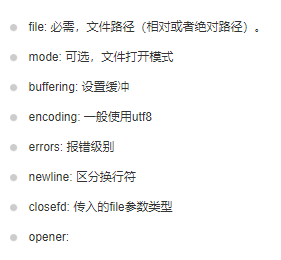 file: 必需，文件路径（相对或者绝对路径）。
mode: 可选，文件打开模式
buffering: 设置缓冲
encoding: 一般使用utf8
errors: 报错级别
newline: 区分换行符
closefd: 传入的file参数类型
opener: